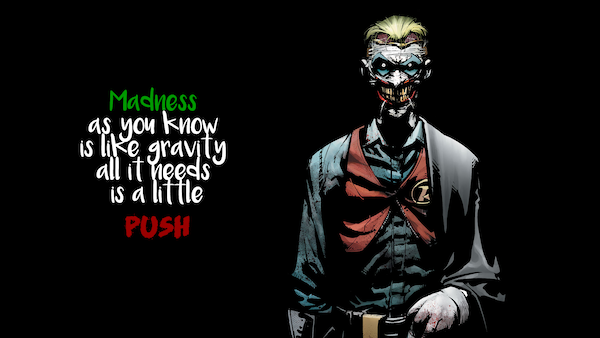 Madness
as you know
is like gravity
all it needs
is a little
PUSH